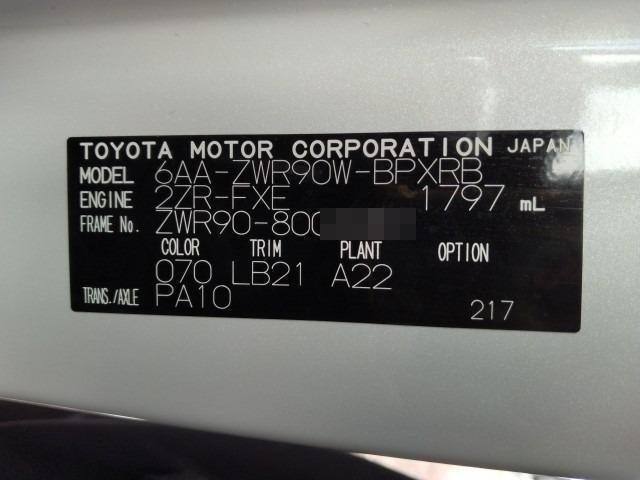 TOYOTA MOTOR CORPORATION JAPAN
MODEL 6AA-ZWR90W-BPXRB
ENGINE 2ZR-FXE 1797 mL
FRAME No. ZWR90-800
COLOR TRIM PLANT OPTION
070 LB21 A22
TRANS./AXLE PA10
217